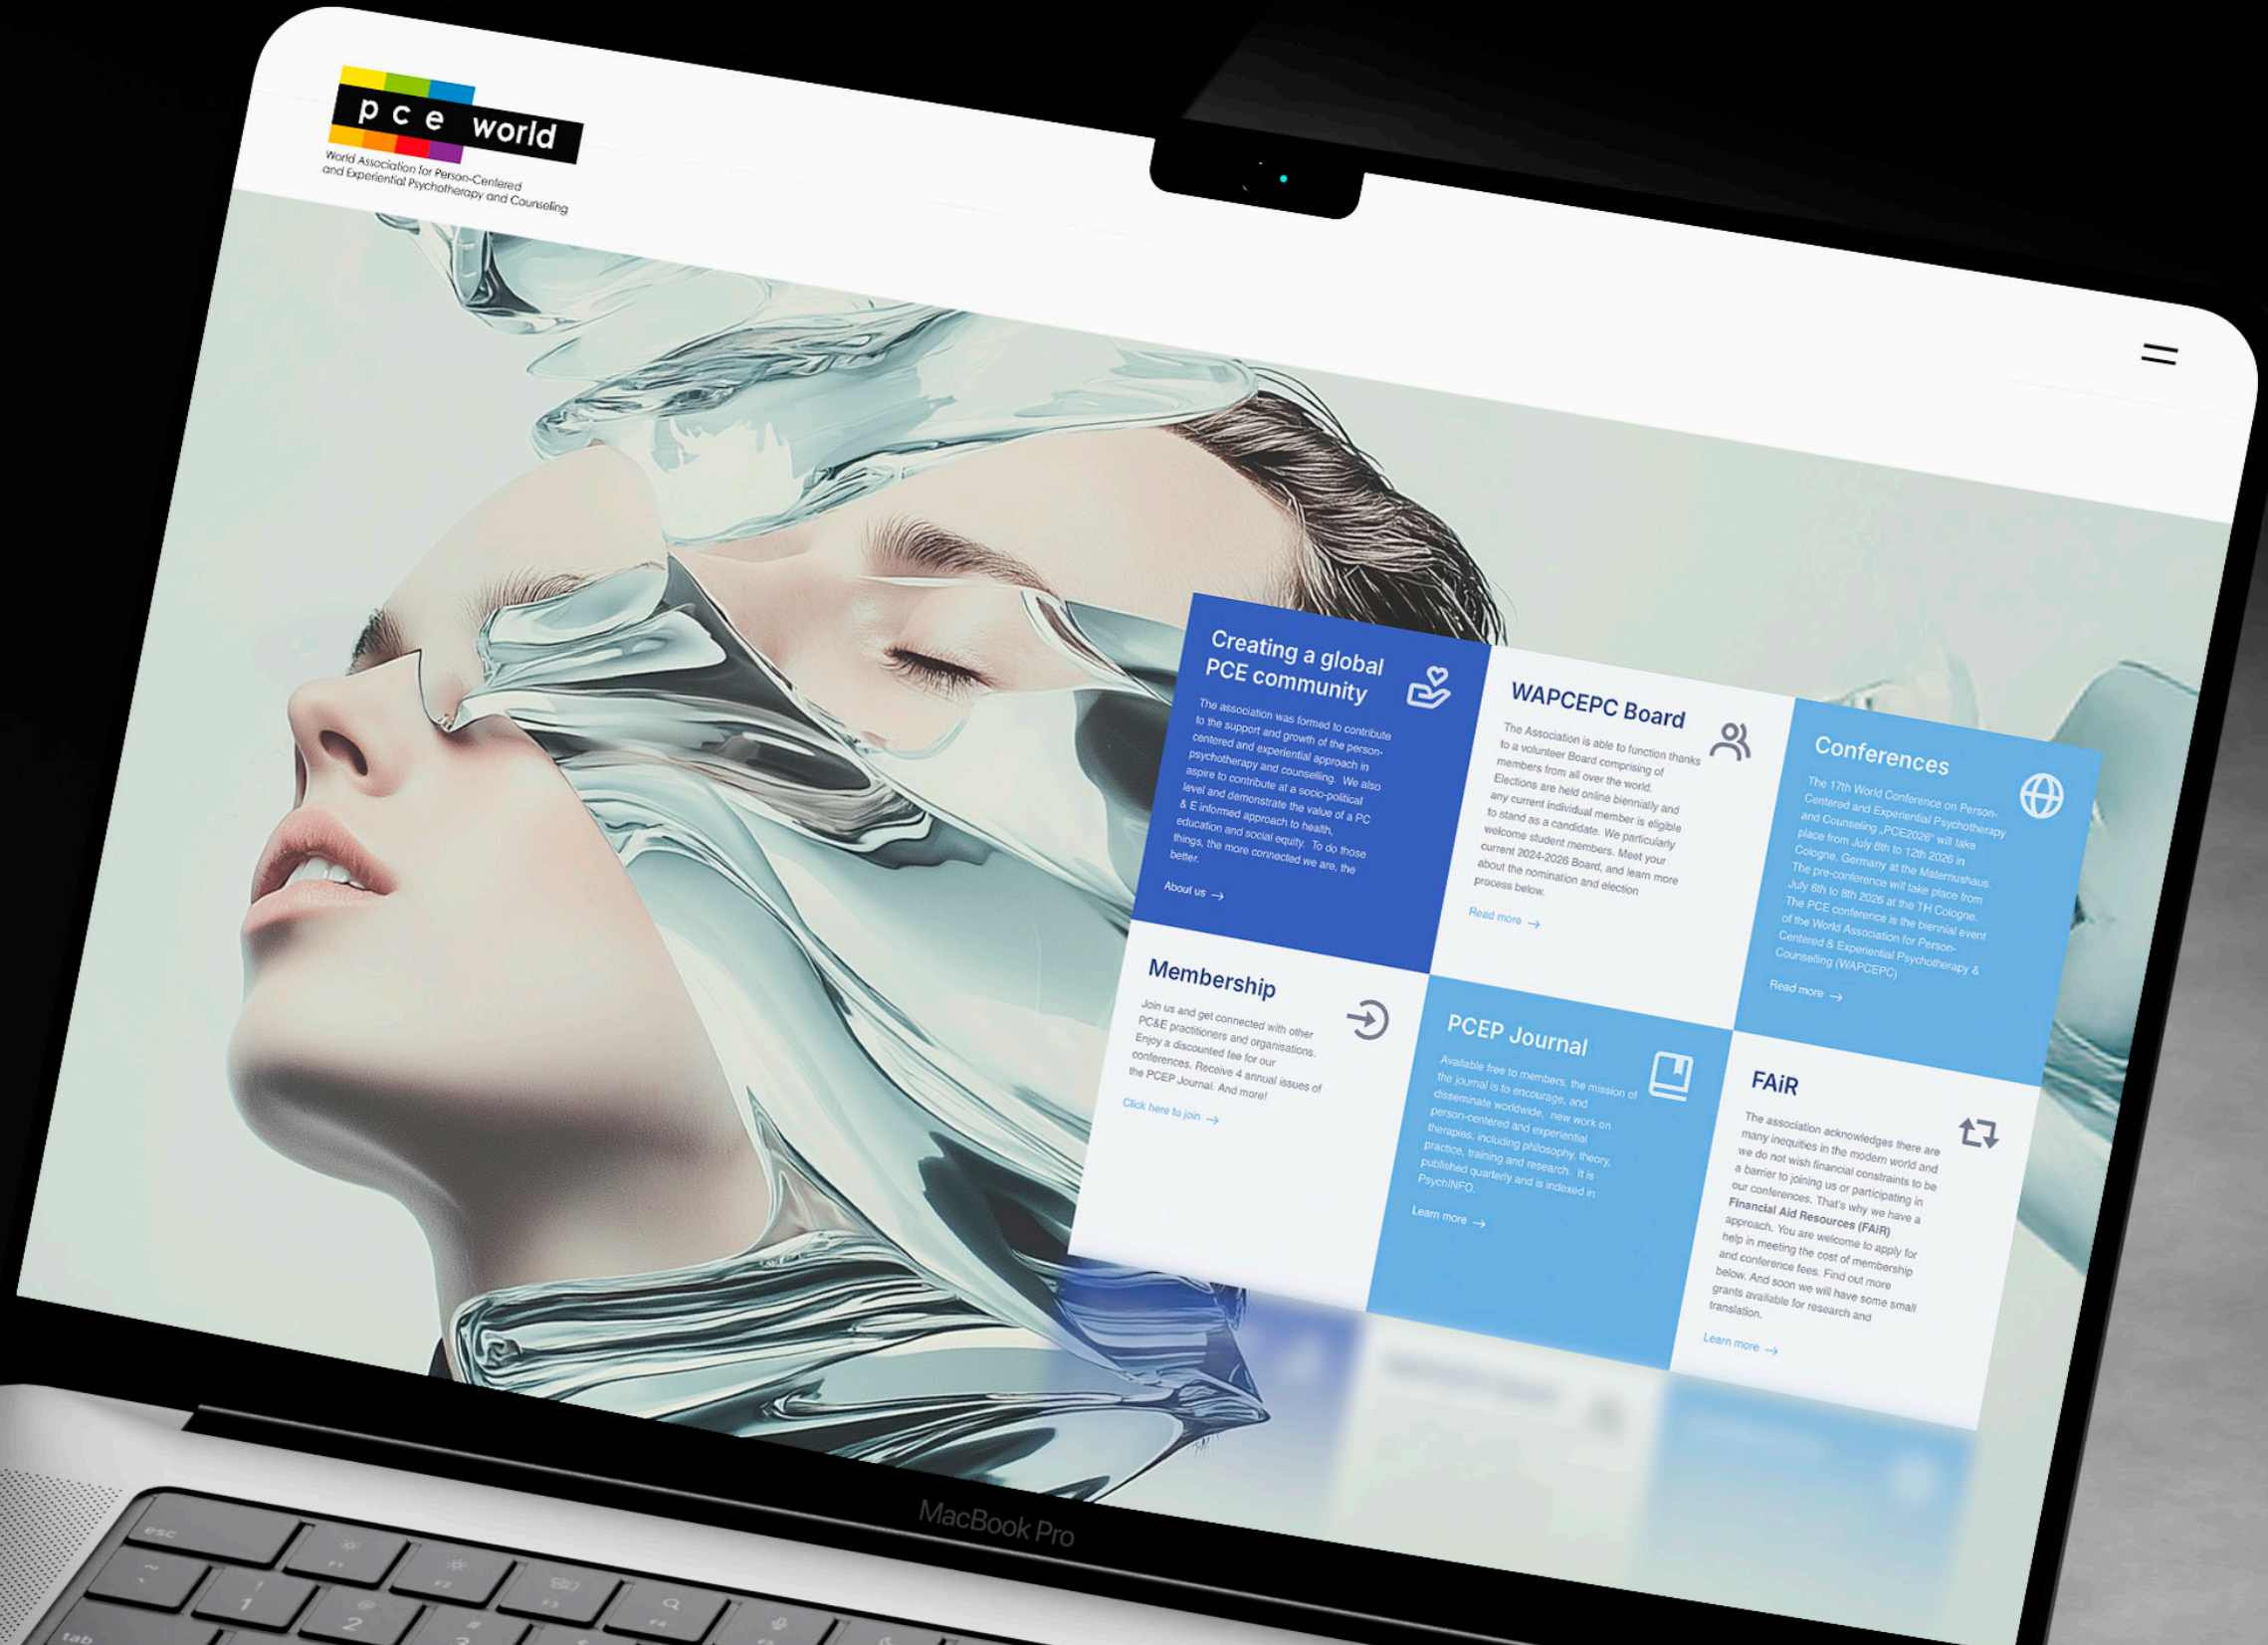 pce world
World Association for Person-Centered
and Experiential Psychotherapy and Counseling
Creating a global
PCE community
The association was formed to contribute
to the support and growth of the person-
centered and experiential approach in
psychotherapy and counselling. We also
aspire to contribute at a socio-political
level and demonstrate the value of a PC
& E informed approach to health,
education and social equity. To do those
things, the more connected we are, the
better.
About us →
WAPCEPC Board
The Association is able to function thanks
to a volunteer Board comprising of
members from all over the world.
Elections are held online biennially and
any current individual member is eligible
to stand as a candidate. We particularly
welcome student members. Meet your
current 2024-2026 Board, and learn more
about the nomination and election
process below.
Read more →
Conferences
The 17th World Conference on Person-
Centered and Experiential Psychotherapy
and Counseling „PCE2026“ will take
place from July 8th to 12th 2026 in
Cologne, Germany at the Maternushaus.
The pre-conference will take place from
July 6th to 8th 2026 at the TH Cologne.
The PCE conference is the biennial event
of the World Association for Person-
Centered & Experiential Psychotherapy &
Counselling (WAPCEPC)
Read more →
Membership
Join us and get connected with other
PC&E practitioners and organisations.
Enjoy a discounted fee for our
conferences. Receive 4 annual issues of
the PCEP Journal. And more!
Click here to join →
PCEP Journal
Available free to members, the mission of
the journal is to encourage, and
disseminate worldwide, new work on
person-centered and experiential
therapies, including philosophy, theory,
practice, training and research. It is
published quarterly and is indexed in
PsychINFO.
Learn more →
FAiR
The association acknowledges there are
many inequities in the modern world and
we do not wish financial constraints to be
a barrier to joining us or participating in
our conferences. That's why we have a
Financial Aid Resources (FAiR)
approach. You are welcome to apply for
help in meeting the cost of membership
and conference fees. Find out more
below. And soon we will have some small
grants available for research and
translation.
Learn more →
MacBook Pro
esc
F1
F2
F3
F4
F5
~
!
1
@
2
#
3
tab